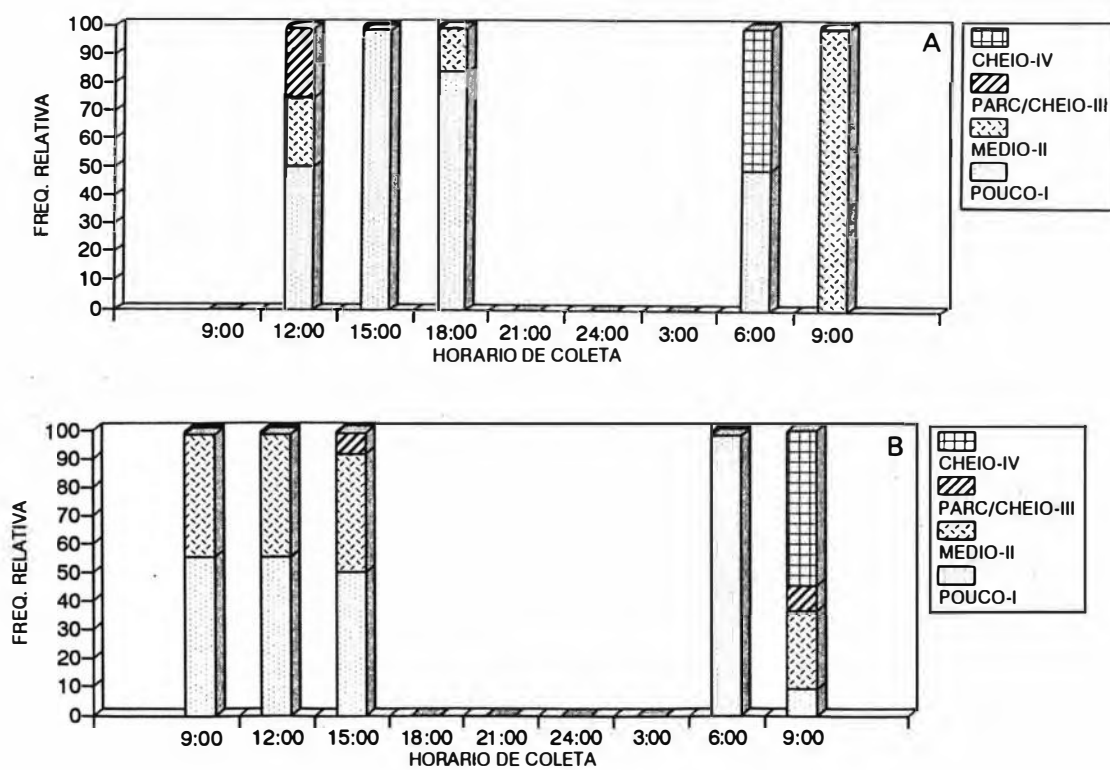 A
FREQ. RELATIVA
100
90
80
70
60
50
40
30
20
10
0
9:00 12:00 15:00 18:00 21:00 24:00 3:00 6:00 9:00
HORARIO DE COLETA
CHEIO-IV
PARC/CHEIO-III
MEDIO-II
POUCO-I
B
FREQ. RELATIVA
100
90
80
70
60
50
40
30
20
10
0
9:00 12:00 15:00 18:00 21:00 24:00 3:00 6:00 9:00
HORARIO DE COLETA
CHEIO-IV
PARC/CHEIO-III
MEDIO-II
POUCO-I